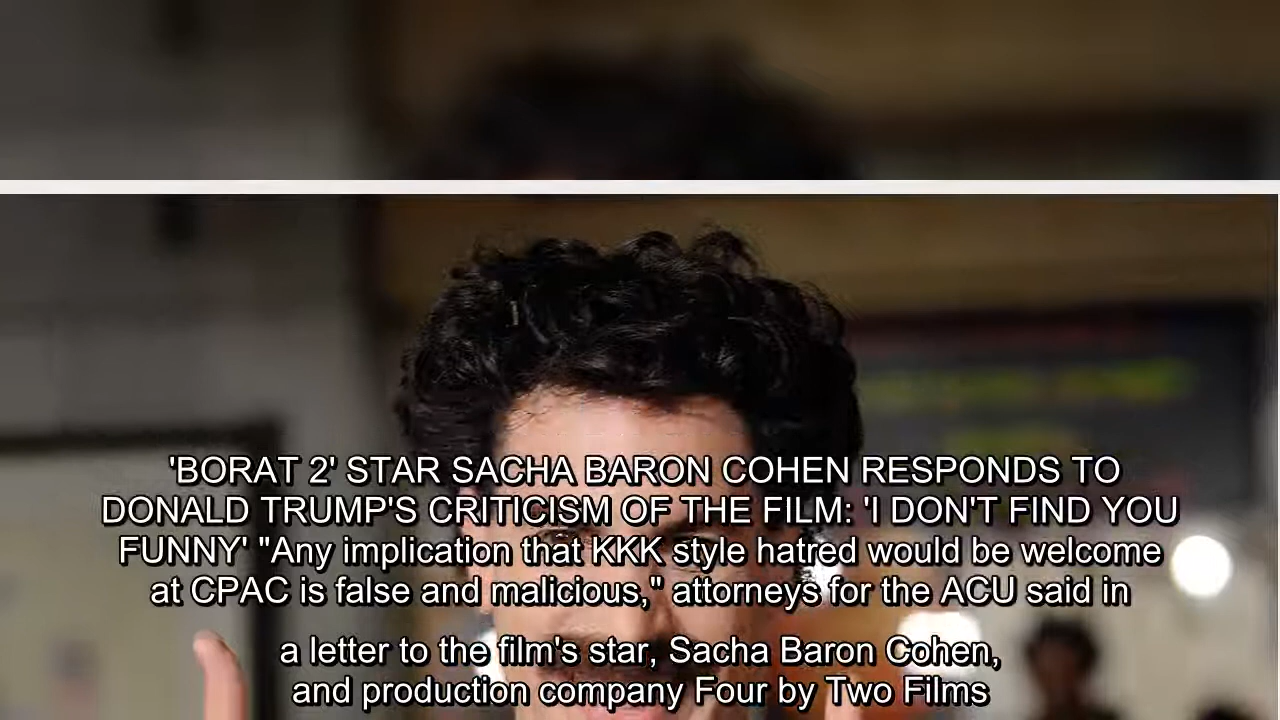 'BORAT 2' STAR SACHA BARON COHEN RESPONDS TO
DONALD TRUMP'S CRITICISM OF THE FILM: 'I DON'T FIND YOU
FUNNY' "Any implication that KKK style hatred would be welcome
at CPAC is false and malicious," attorneys for the ACU said in
a letter to the film's star, Sacha Baron Cohen,
and production company Four by Two Films